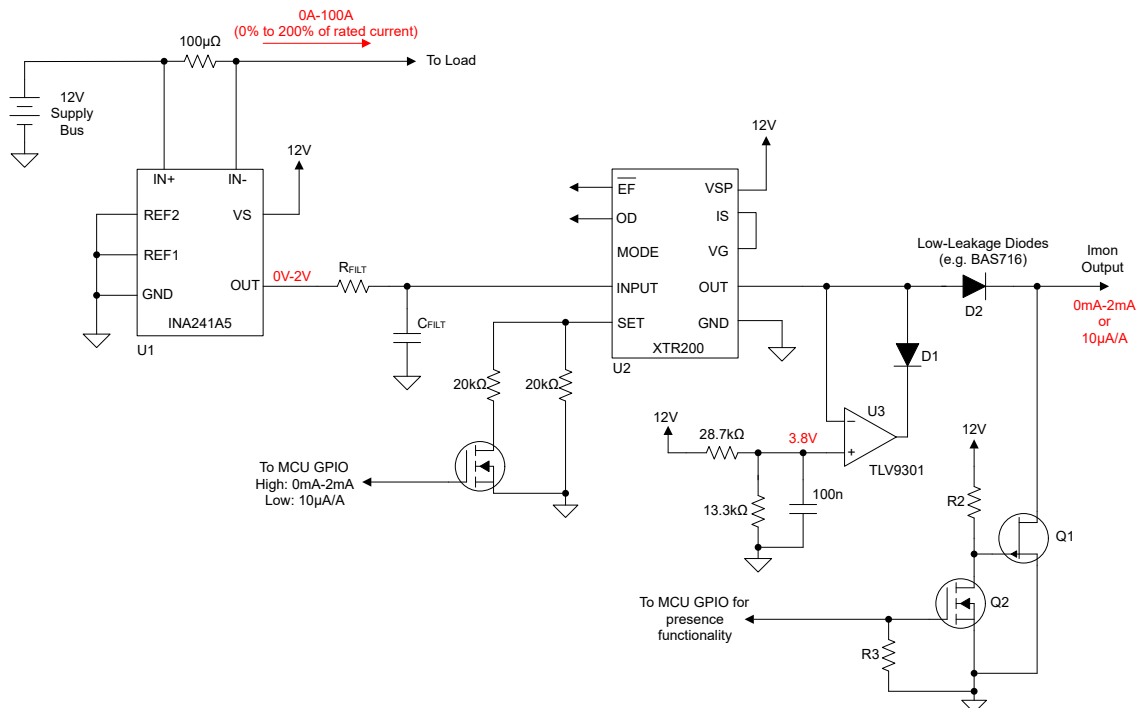 0A-100A
(0% to 200% of rated current)
100µΩ
To Load
12V
Supply
Bus
12V
IN+
IN-
REF2
VS
REF1
OUT
GND
INA241A5
U1
0V-2V
RFILT
CFILT
12V
EF
VSP
OD
IS
MODE
VG
INPUT
OUT
SET
GND
XTR200
U2
20kΩ
20kΩ
To MCU GPIO
High: 0mA-2mA
Low: 10µA/A
Low-Leakage Diodes
(e.g. BAS716)
D2
Imon
Output
0mA-2mA
or
10µA/A
D1
U3
TLV9301
12V
28.7kΩ
3.8V
13.3kΩ
100n
12V
R2
Q1
Q2
To MCU GPIO for
presence
functionality
R3